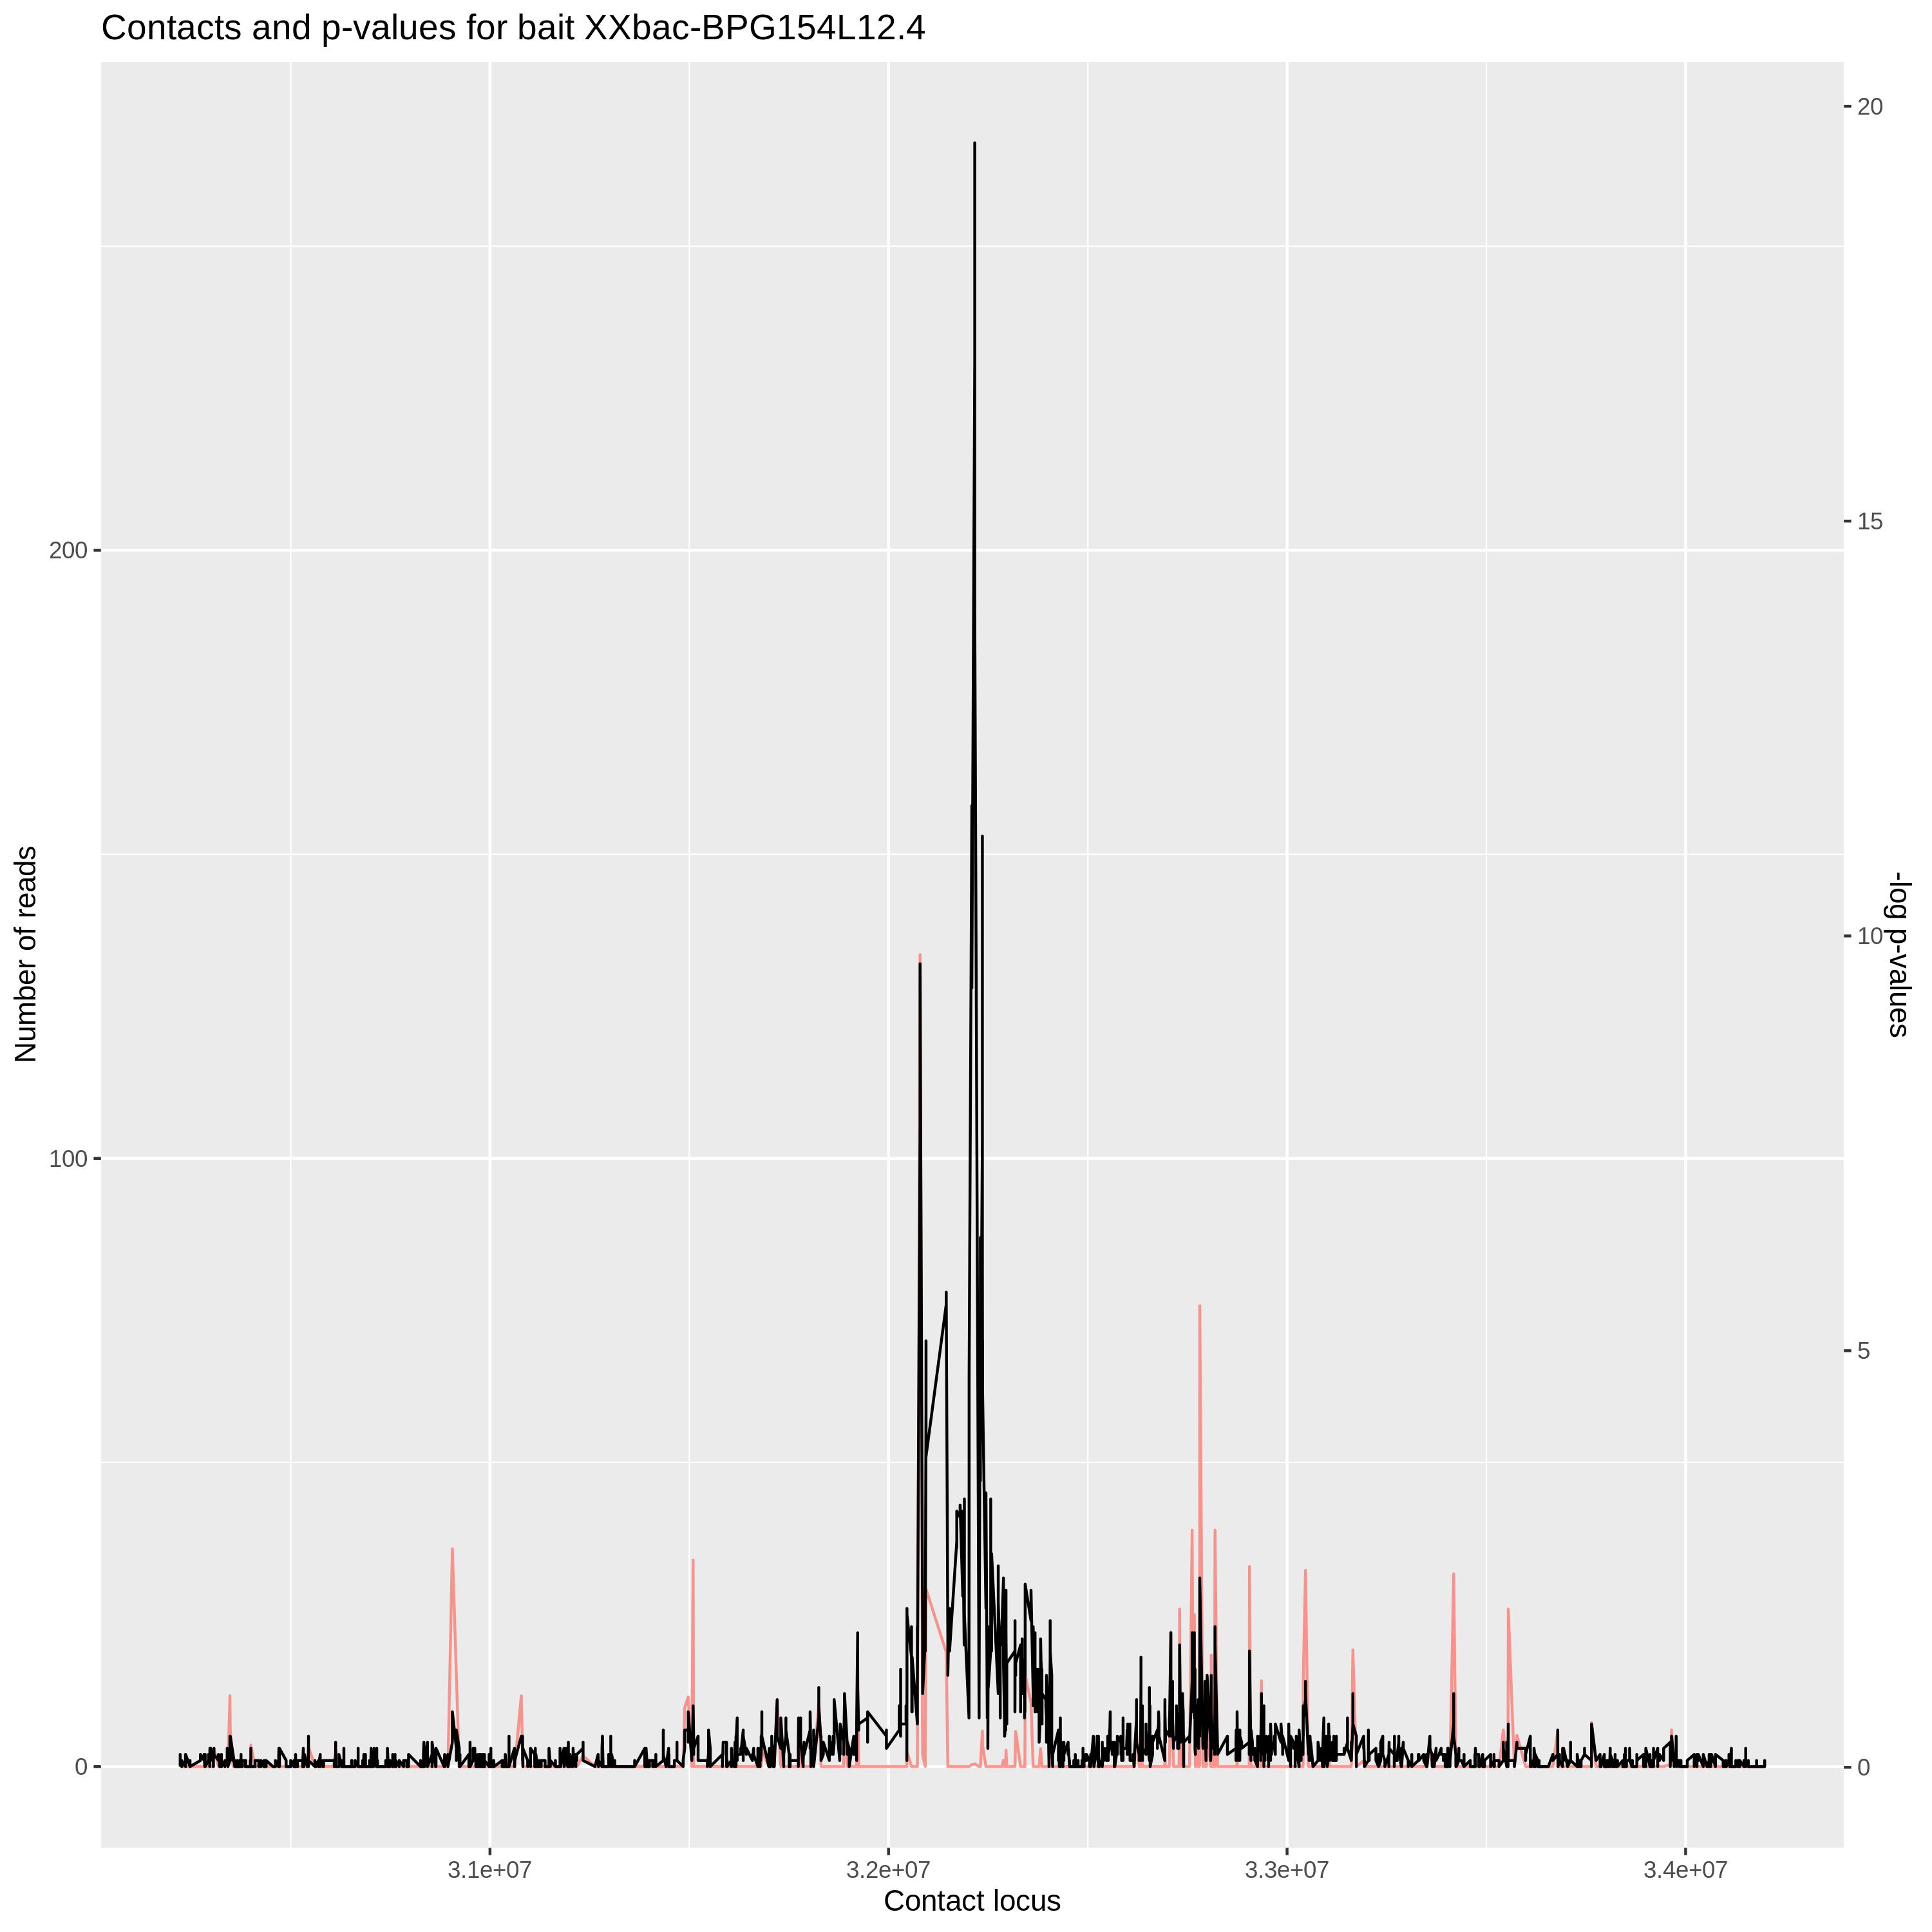 Contacts and p-values for bait XXbac-BPG154L12.4
Number of reads
200
100
0
20
15
10
5
0
-log p-values
3.1e+07 3.2e+07 3.3e+07 3.4e+07
Contact locus